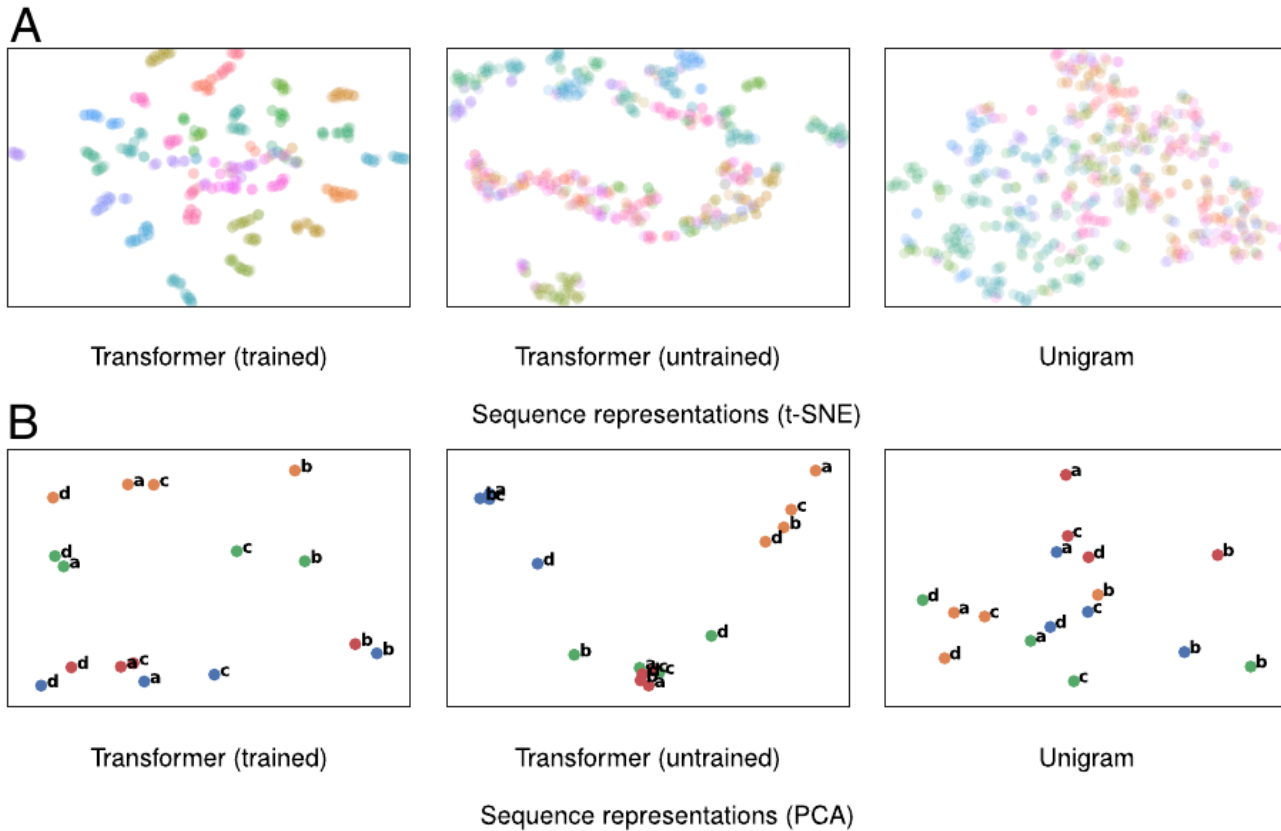 A
Transformer (trained) Transformer (untrained) Unigram
Sequence representations (t-SNE)
B
d a c b
d a c b
d a c b
d a c b
a b c
d
a c b d
b d
a c
a
a
c a d b
d a c b c
d d a b b
c
Transformer (trained) Transformer (untrained) Unigram
Sequence representations (PCA)